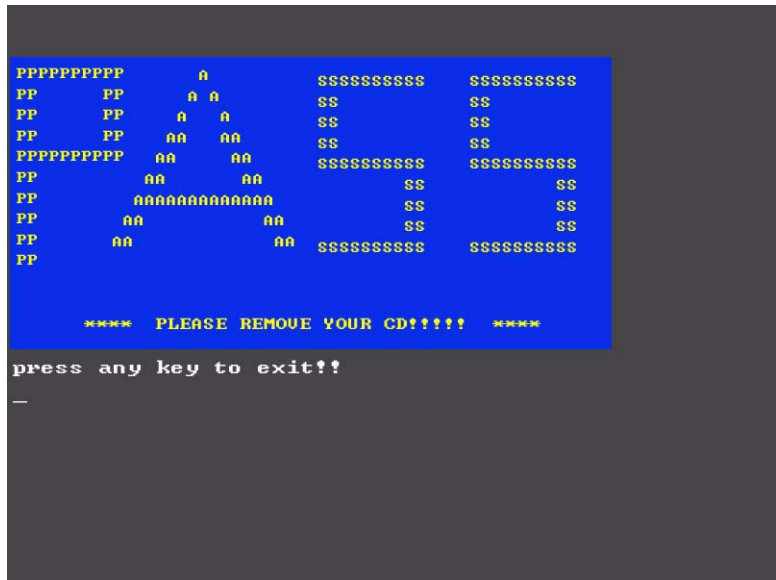 PPPPPPPPPP A SSSSSSSSSS SSSSSSSSSS
PP PP A A SS SS
PP PP A A SS SS
PP PP AA AA SS SS
PPPPPPPPPP AA AA SSSSSSSSSS SSSSSSSSSS
PP AA AA SS SS
PP AAAAAAAAAAAAA SS SS
PP AA AA SS SS
PP AA AA SSSSSSSSSS SSSSSSSSSS
PP
**** PLEASE REMOVE YOUR CD!!!!! ****
press any key to exit!!
_